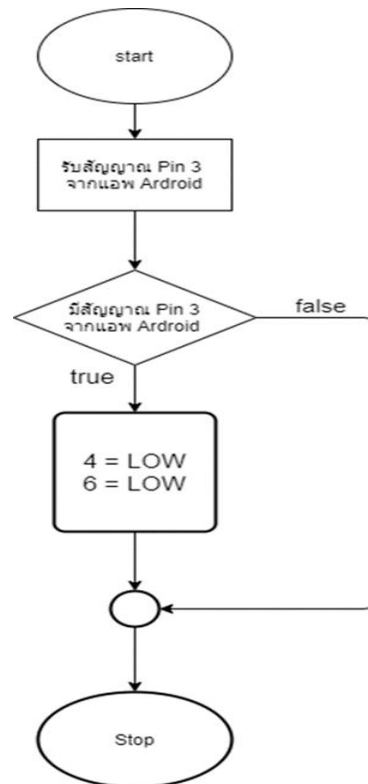 start
รับสัญญาณ Pin 3
จากแอพ Ardroid
มีสัญญาณ Pin 3
จากแอพ Ardroid
false
true
4 = LOW
6 = LOW
Stop